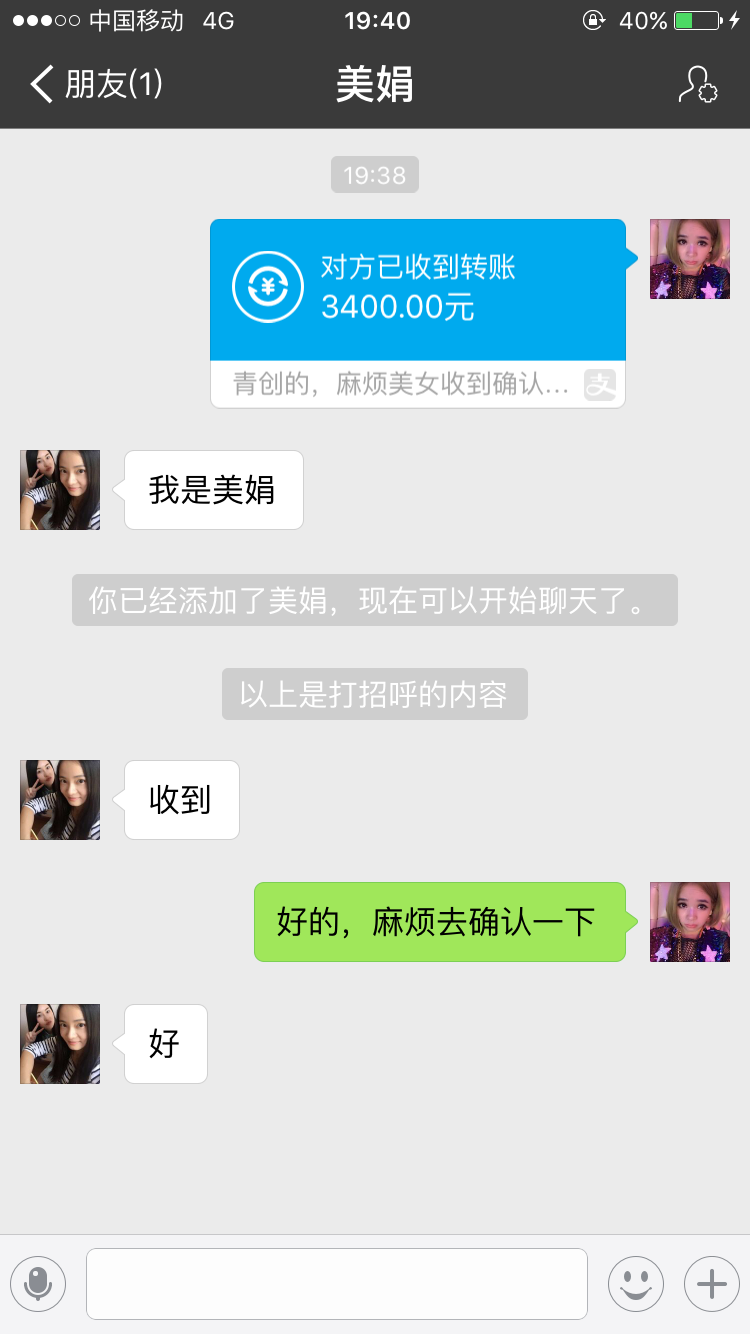 中国移动 4G 19:40 40%
朋友(1) 美娟
19:38
对方已收到转账
3400.00元
青创的，麻烦美女收到确认... 支
我是美娟
你已经添加了美娟，现在可以开始聊天了。
以上是打招呼的内容
收到
好的，麻烦去确认一下
好